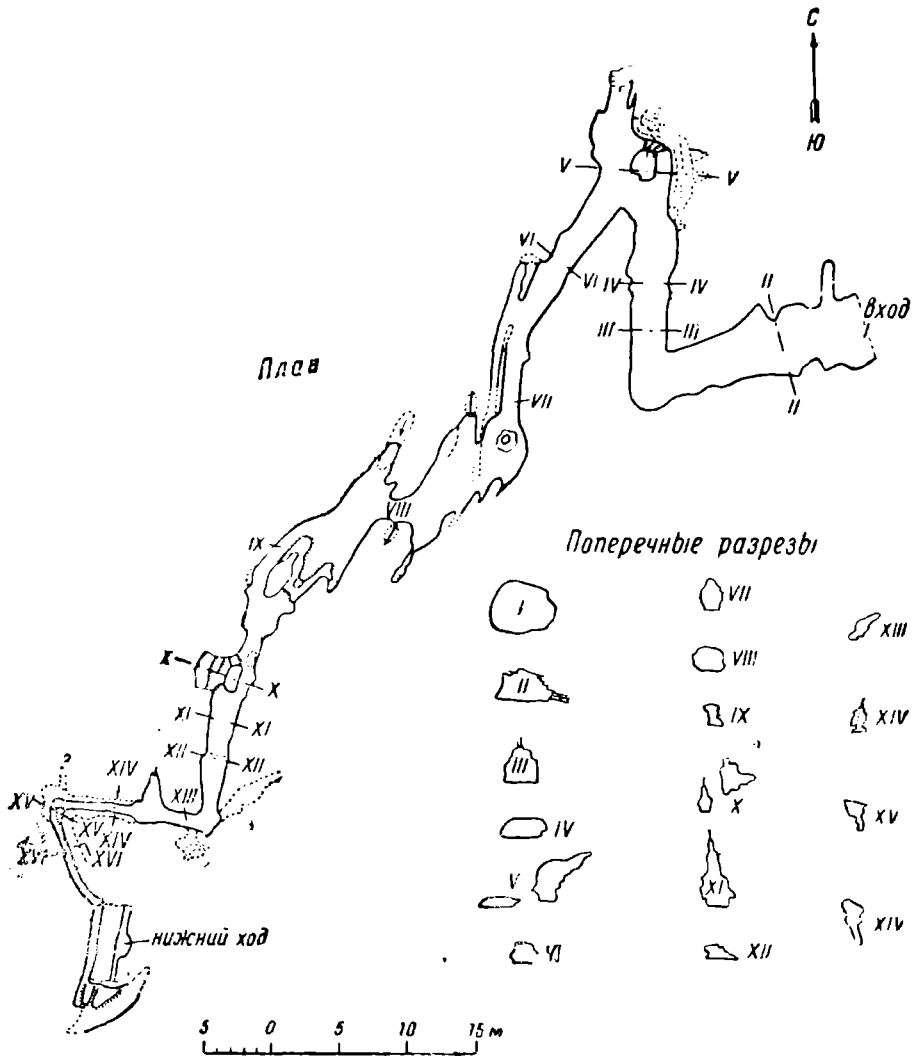 С
Ю
V V
VI VI
IV IV
III III
II II
Вход
План
VII
VIII
IX
X X
XI XI
XII XII
XIV XIII
XV XV
XIV
XVI XVI
нижний ход
Поперечные разрезы
I
II
III
IV
V
VI
VII
VIII
IX
X
XI
XII
XIII
XIV
XV
XIV
5 0 5 10 15 м